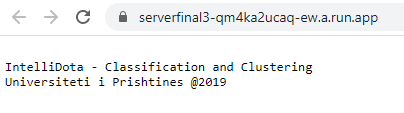 serverfinal3-qm4ka2ucaq-ew.a.run.app
IntelliDota - Classification and Clustering
Universiteti i Prishtines @2019